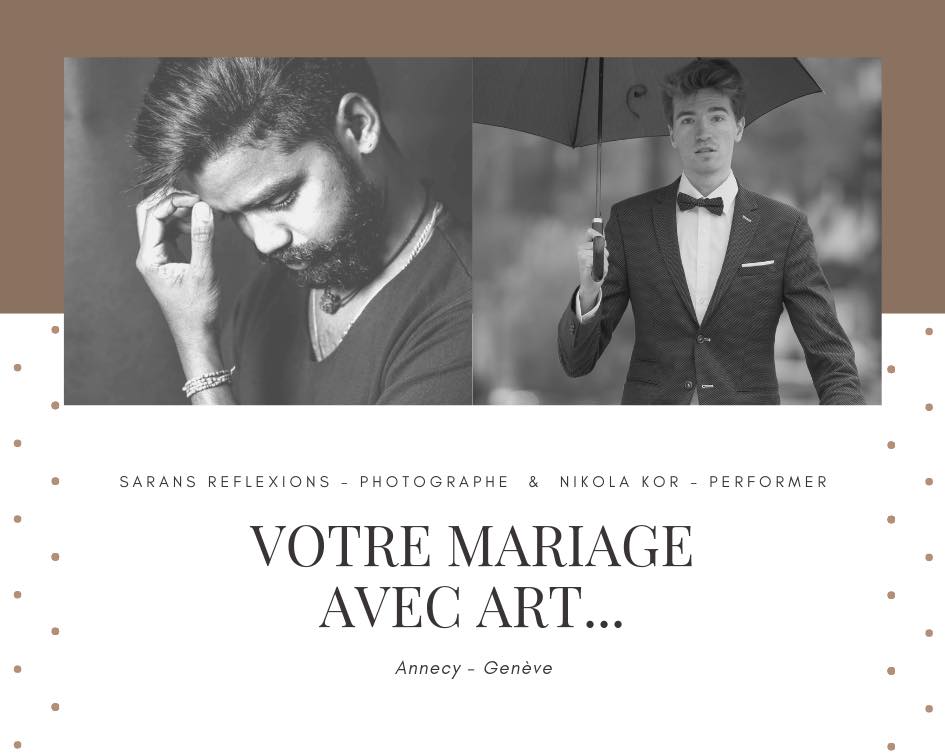 SARANS REFLEXIONS - PHOTOGRAPHE & NIKOLA KOR - PERFORMER
VOTRE MARIAGE
AVEC ART...
Annecy - Genève